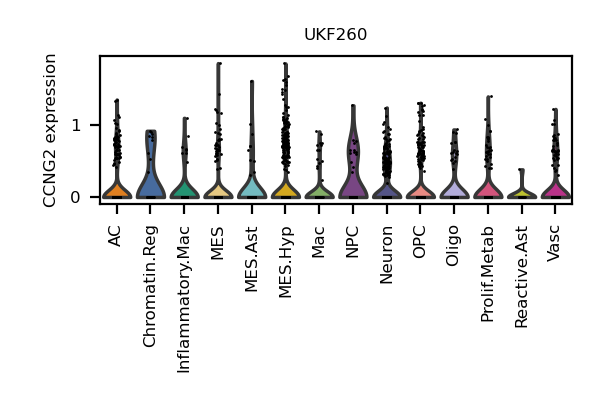 UKF260
CCNG2 expression
1
0
AC
Chromatin.Reg
Inflammatory.Mac
MES
MES.Ast
MES.Hyp
Mac
NPC
Neuron
OPC
Oligo
Prolif.Metab
Reactive.Ast
Vasc